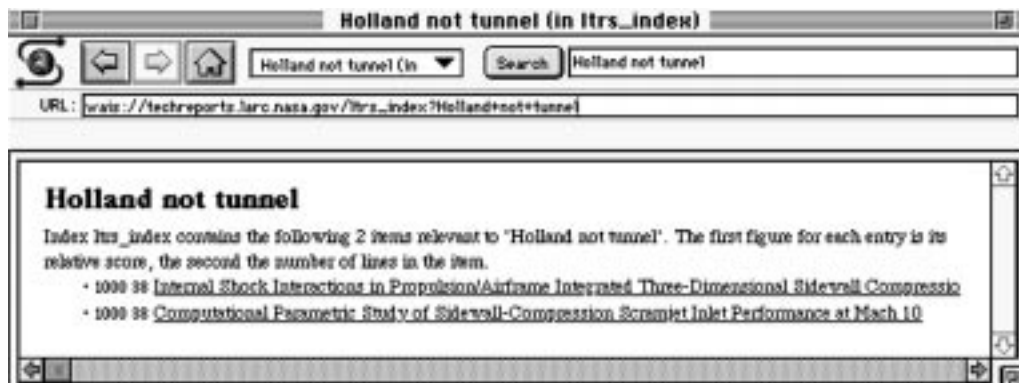 Holland not tunnel (in ltrs_index)
Holland not tunnel (in
Search
Holland not tunnel
URL: wais://techreports.larc.nasa.gov/ltrs_index?Holland+not+tunnel
Holland not tunnel
Index ltrs_index contains the following 2 items relevant to "Holland not tunnel". The first figure for each entry is its
relative score, the second the number of lines in the item.
• 1000 38 Internal Shock Interactions in Propulsion/Airframe Integrated Three-Dimensional Sidewall Compressio
• 1000 38 Computational Parametric Study of Sidewall-Compression Scramjet Inlet Performance at Mach 10